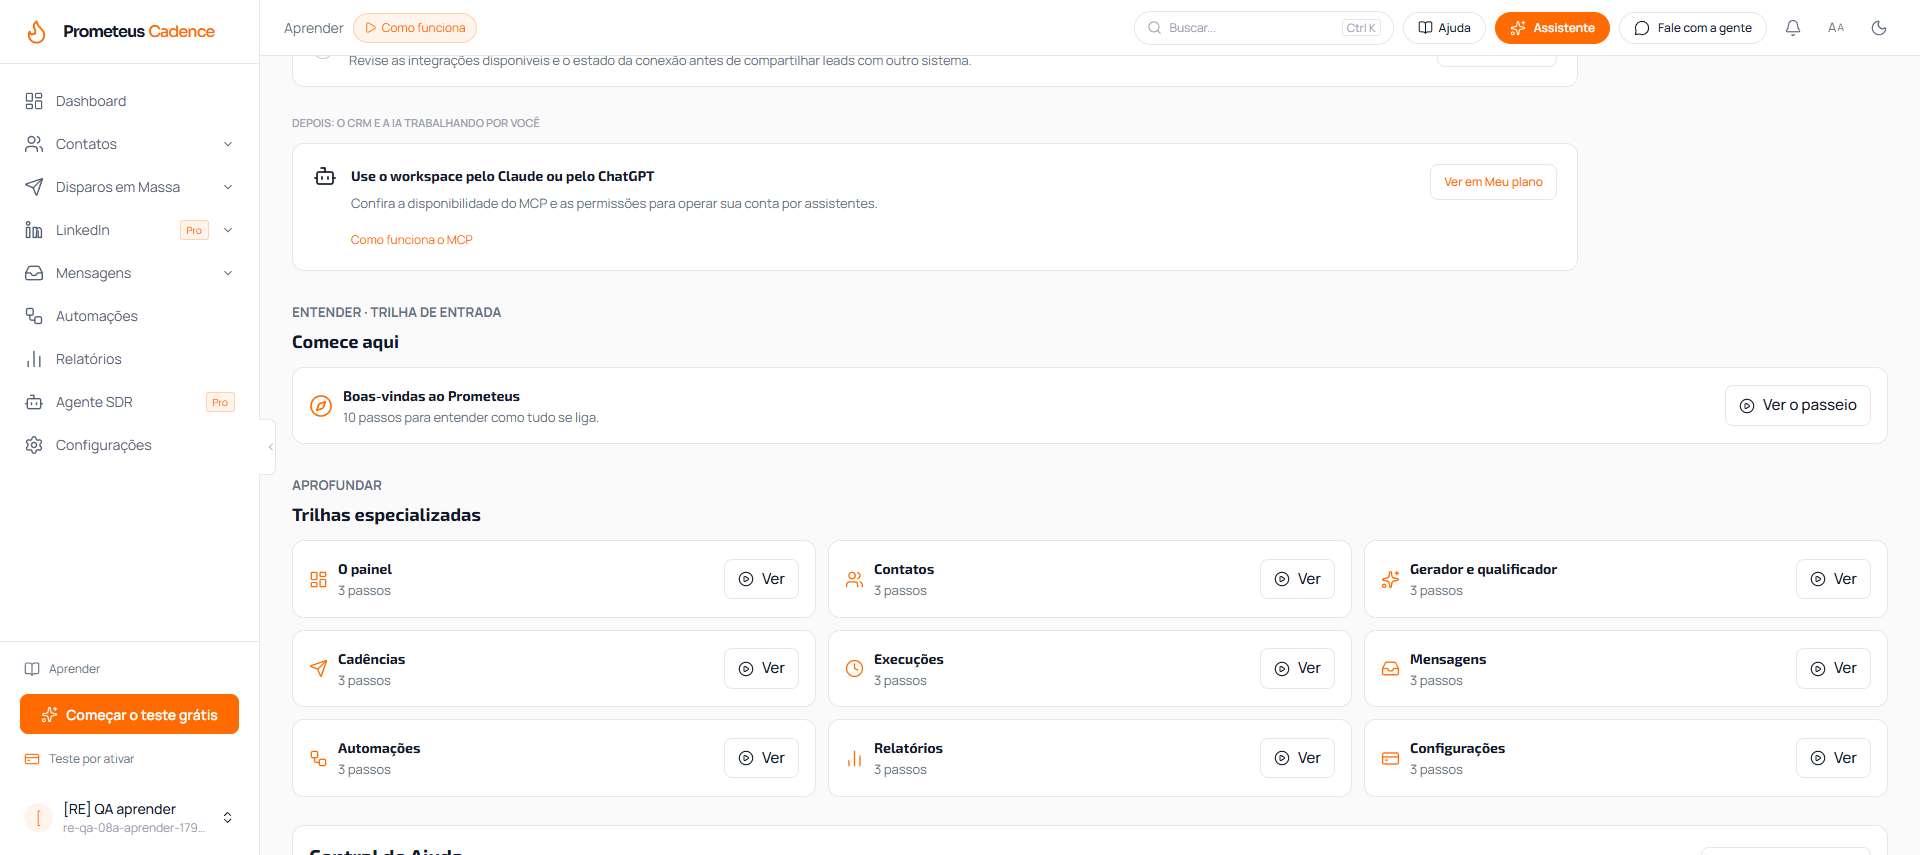 Prometeus Cadence
Aprender
Como funciona
Buscar...
Ctrl K
Ajuda
Assistente
Fale com a gente
AA
Dashboard
Contatos
Disparos em Massa
LinkedIn
Pro
Mensagens
Automações
Relatórios
Agente SDR
Pro
Configurações
Aprender
Começar o teste grátis
Teste por ativar
[
[RE] QA aprender
re-qa-08a-aprender-179...
Revise as integrações disponíveis e o estado da conexão antes de compartilhar leads com outro sistema.
DEPOIS: O CRM E A IA TRABALHANDO POR VOCÊ
Use o workspace pelo Claude ou pelo ChatGPT
Confira a disponibilidade do MCP e as permissões para operar sua conta por assistentes.
Como funciona o MCP
Ver em Meu plano
ENTENDER · TRILHA DE ENTRADA
Comece aqui
Boas-vindas ao Prometeus
10 passos para entender como tudo se liga.
Ver o passeio
APROFUNDAR
Trilhas especializadas
O painel
3 passos
Ver
Contatos
3 passos
Ver
Gerador e qualificador
3 passos
Ver
Cadências
3 passos
Ver
Execuções
3 passos
Ver
Mensagens
3 passos
Ver
Automações
3 passos
Ver
Relatórios
3 passos
Ver
Configurações
3 passos
Ver
Central de Ajuda